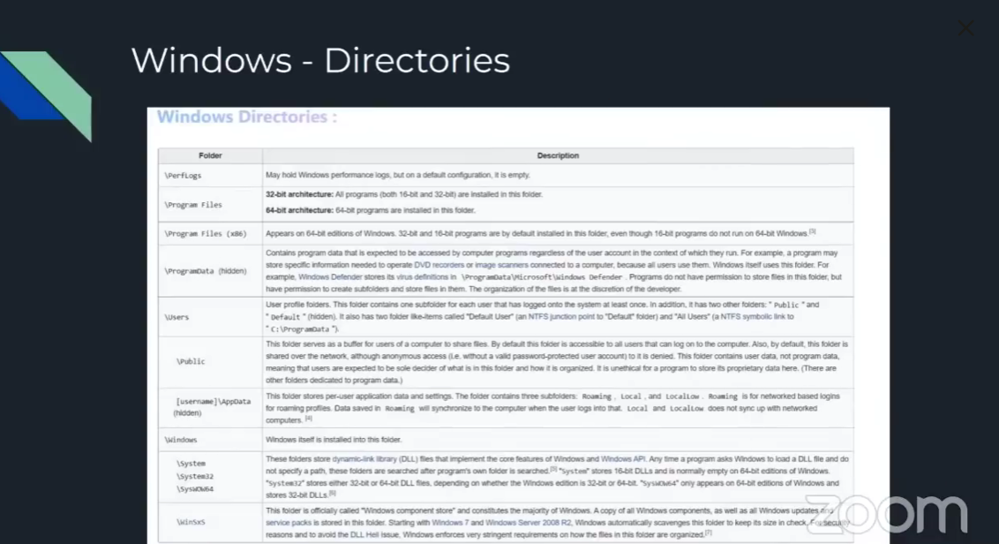 Windows - Directories
Windows Directories :
Folder Description
\PerfLogs May hold Windows performance logs, but on a default configuration, it is empty.
\Program Files
32-bit architecture: All programs (both 16-bit and 32-bit) are installed in this folder.
64-bit architecture: 64-bit programs are installed in this folder.
\Program Files (x86) Appears on 64-bit editions of Windows. 32-bit and 16-bit programs are by default installed in this folder, even though 16-bit programs do not run on 64-bit Windows.[3]
\ProgramData (hidden)
Contains program data that is expected to be accessed by computer programs regardless of the user account in the context of which they run. For example, a program may
store specific information needed to operate DVD recorders or image scanners connected to a computer, because all users use them. Windows itself uses this folder. For
example, Windows Defender stores its virus definitions in \ProgramData\Microsoft\Windows Defender . Programs do not have permission to store files in this folder, but
have permission to create subfolders and store files in them. The organization of the files is at the discretion of the developer.
\Users
User profile folders. This folder contains one subfolder for each user that has logged onto the system at least once. In addition, it has two other folders: " Public " and
" Default " (hidden). It also has two folder like-items called "Default User" (an NTFS junction point to "Default" folder) and "All Users" (a NTFS symbolic link to
" C:\ProgramData ").
\Public
This folder serves as a buffer for users of a computer to share files. By default this folder is accessible to all users that can log on to the computer. Also, by default, this folder is
shared over the network, although anonymous access (i.e. without a valid password-protected user account) to it is denied. This folder contains user data, not program data,
meaning that users are expected to be sole decider of what is in this folder and how it is organized. It is unethical for a program to store its proprietary data here. (There are
other folders dedicated to program data.)
[username]\AppData
(hidden)
This folder stores per-user application data and settings. The folder contains three subfolders: Roaming , Local , and LocalLow . Roaming is for networked based logins
for roaming profiles. Data saved in Roaming will synchronize to the computer when the user logs into that. Local and LocalLow does not sync up with networked
computers. [4]
\Windows Windows itself is installed into this folder.
\System
\System32
\SysWOW64
These folders store dynamic-link library (DLL) files that implement the core features of Windows and Windows API. Any time a program asks Windows to load a DLL file and do
not specify a path, these folders are searched after program's own folder is searched.[5] "System" stores 16-bit DLLs and is normally empty on 64-bit editions of Windows.
"System32" stores either 32-bit or 64-bit DLL files, depending on whether the Windows edition is 32-bit or 64-bit. "SysWOW64" only appears on 64-bit editions of Windows and
stores 32-bit DLLs.[6]
\WinSxS
This folder is officially called "Windows component store" and constitutes the majority of Windows. A copy of all Windows components, as well as all Windows updates and
service packs is stored in this folder. Starting with Windows 7 and Windows Server 2008 R2, Windows automatically scavenges this folder to keep its size in check. For security
reasons and to avoid the DLL Hell issue, Windows enforces very stringent requirements on how the files in this folder are organized.[7]
zoom